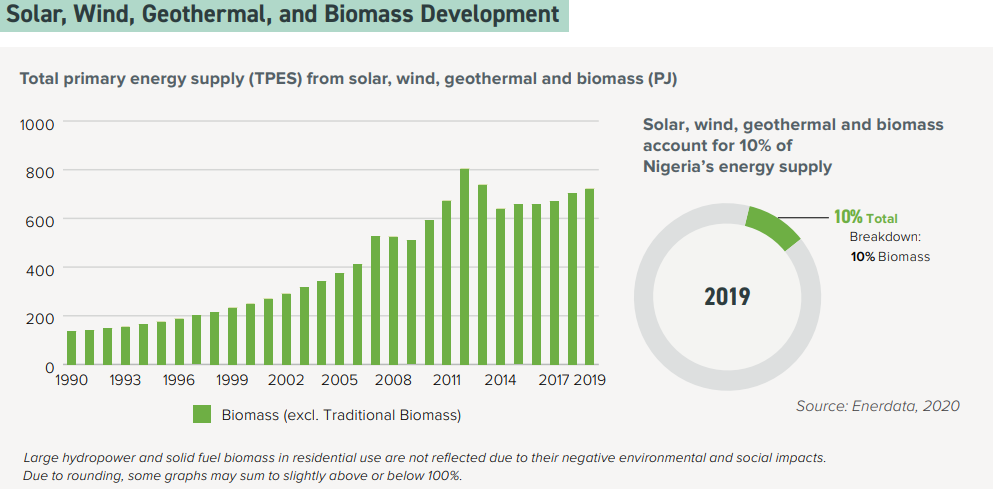 Solar, Wind, Geothermal, and Biomass Development
Total primary energy supply (TPES) from solar, wind, geothermal and biomass (PJ)
1000
800
600
400
200
0
1990 1993 1996 1999 2002 2005 2008 2011 2014 2017 2019
Biomass (excl. Traditional Biomass)
Solar, wind, geothermal and biomass
account for 10% of
Nigeria's energy supply
10% Total
Breakdown:
10% Biomass
2019
Source: Enerdata, 2020
Large hydropower and solid fuel biomass in residential use are not reflected due to their negative environmental and social impacts.
Due to rounding, some graphs may sum to slightly above or below 100%.